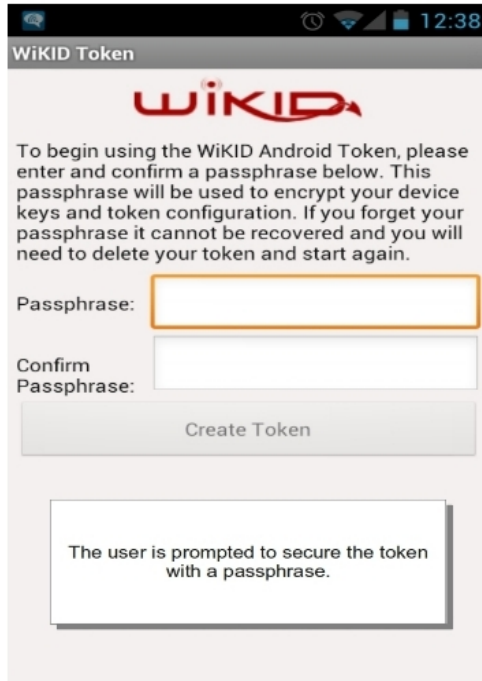 12:38
WiKID Token
WiKID
To begin using the WiKID Android Token, please
enter and confirm a passphrase below. This
passphrase will be used to encrypt your device
keys and token configuration. If you forget your
passphrase it cannot be recovered and you will
need to delete your token and start again.
Passphrase:
Confirm
Passphrase:
Create Token
The user is prompted to secure the token
with a passphrase.